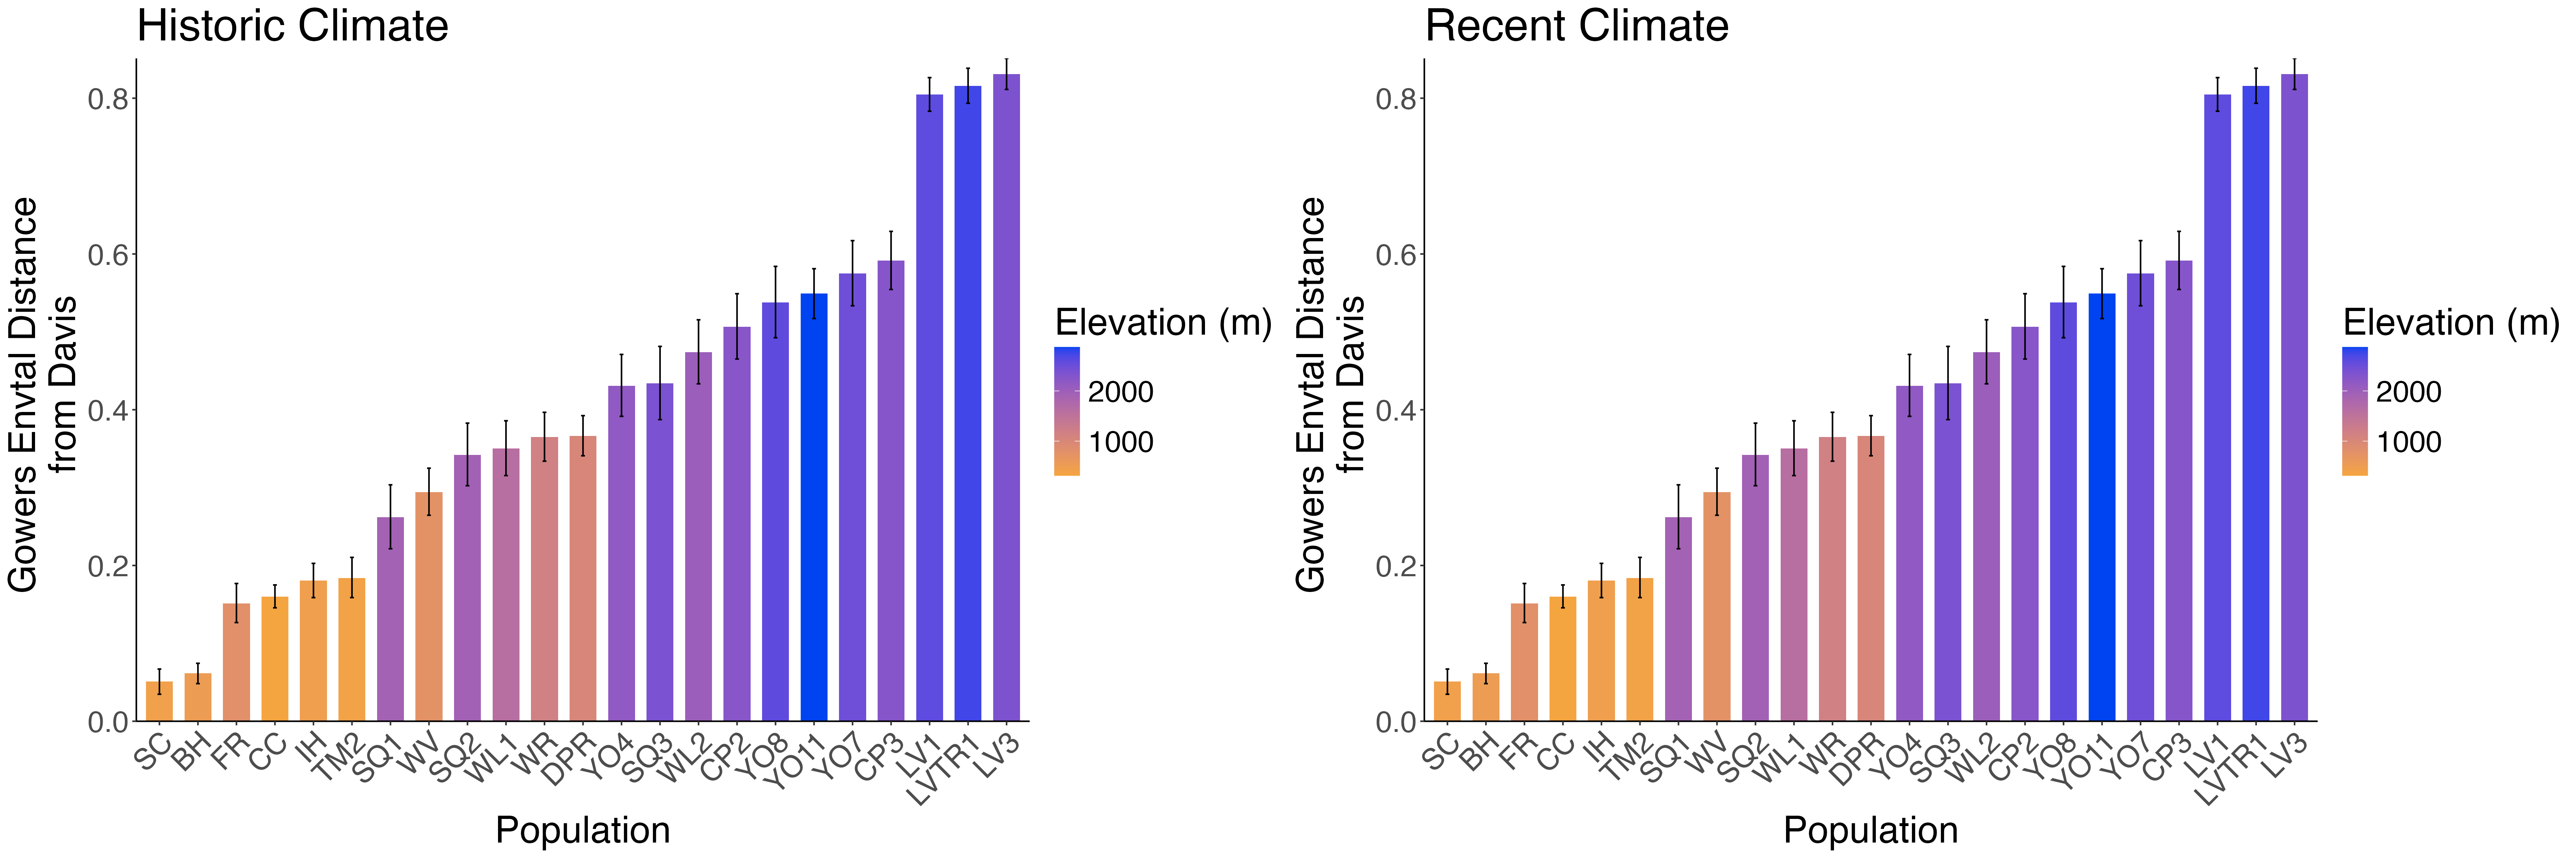 Historic Climate
Gowers Envtal Distance
from Davis
0.8
0.6
0.4
0.2
0.0
SC
BH
FR
CC
IH
TM2
SQ1
WV
SQ2
WL1
WR
DPR
YO4
SQ3
WL2
CP2
YO8
YO11
YO7
CP3
LV1
LVTR1
LV3
Population
Elevation (m)
2000
1000
Recent Climate
Gowers Envtal Distance
from Davis
0.8
0.6
0.4
0.2
0.0
SC
BH
FR
CC
IH
TM2
SQ1
WV
SQ2
WL1
WR
DPR
YO4
SQ3
WL2
CP2
YO8
YO11
YO7
CP3
LV1
LVTR1
LV3
Population
Elevation (m)
2000
1000